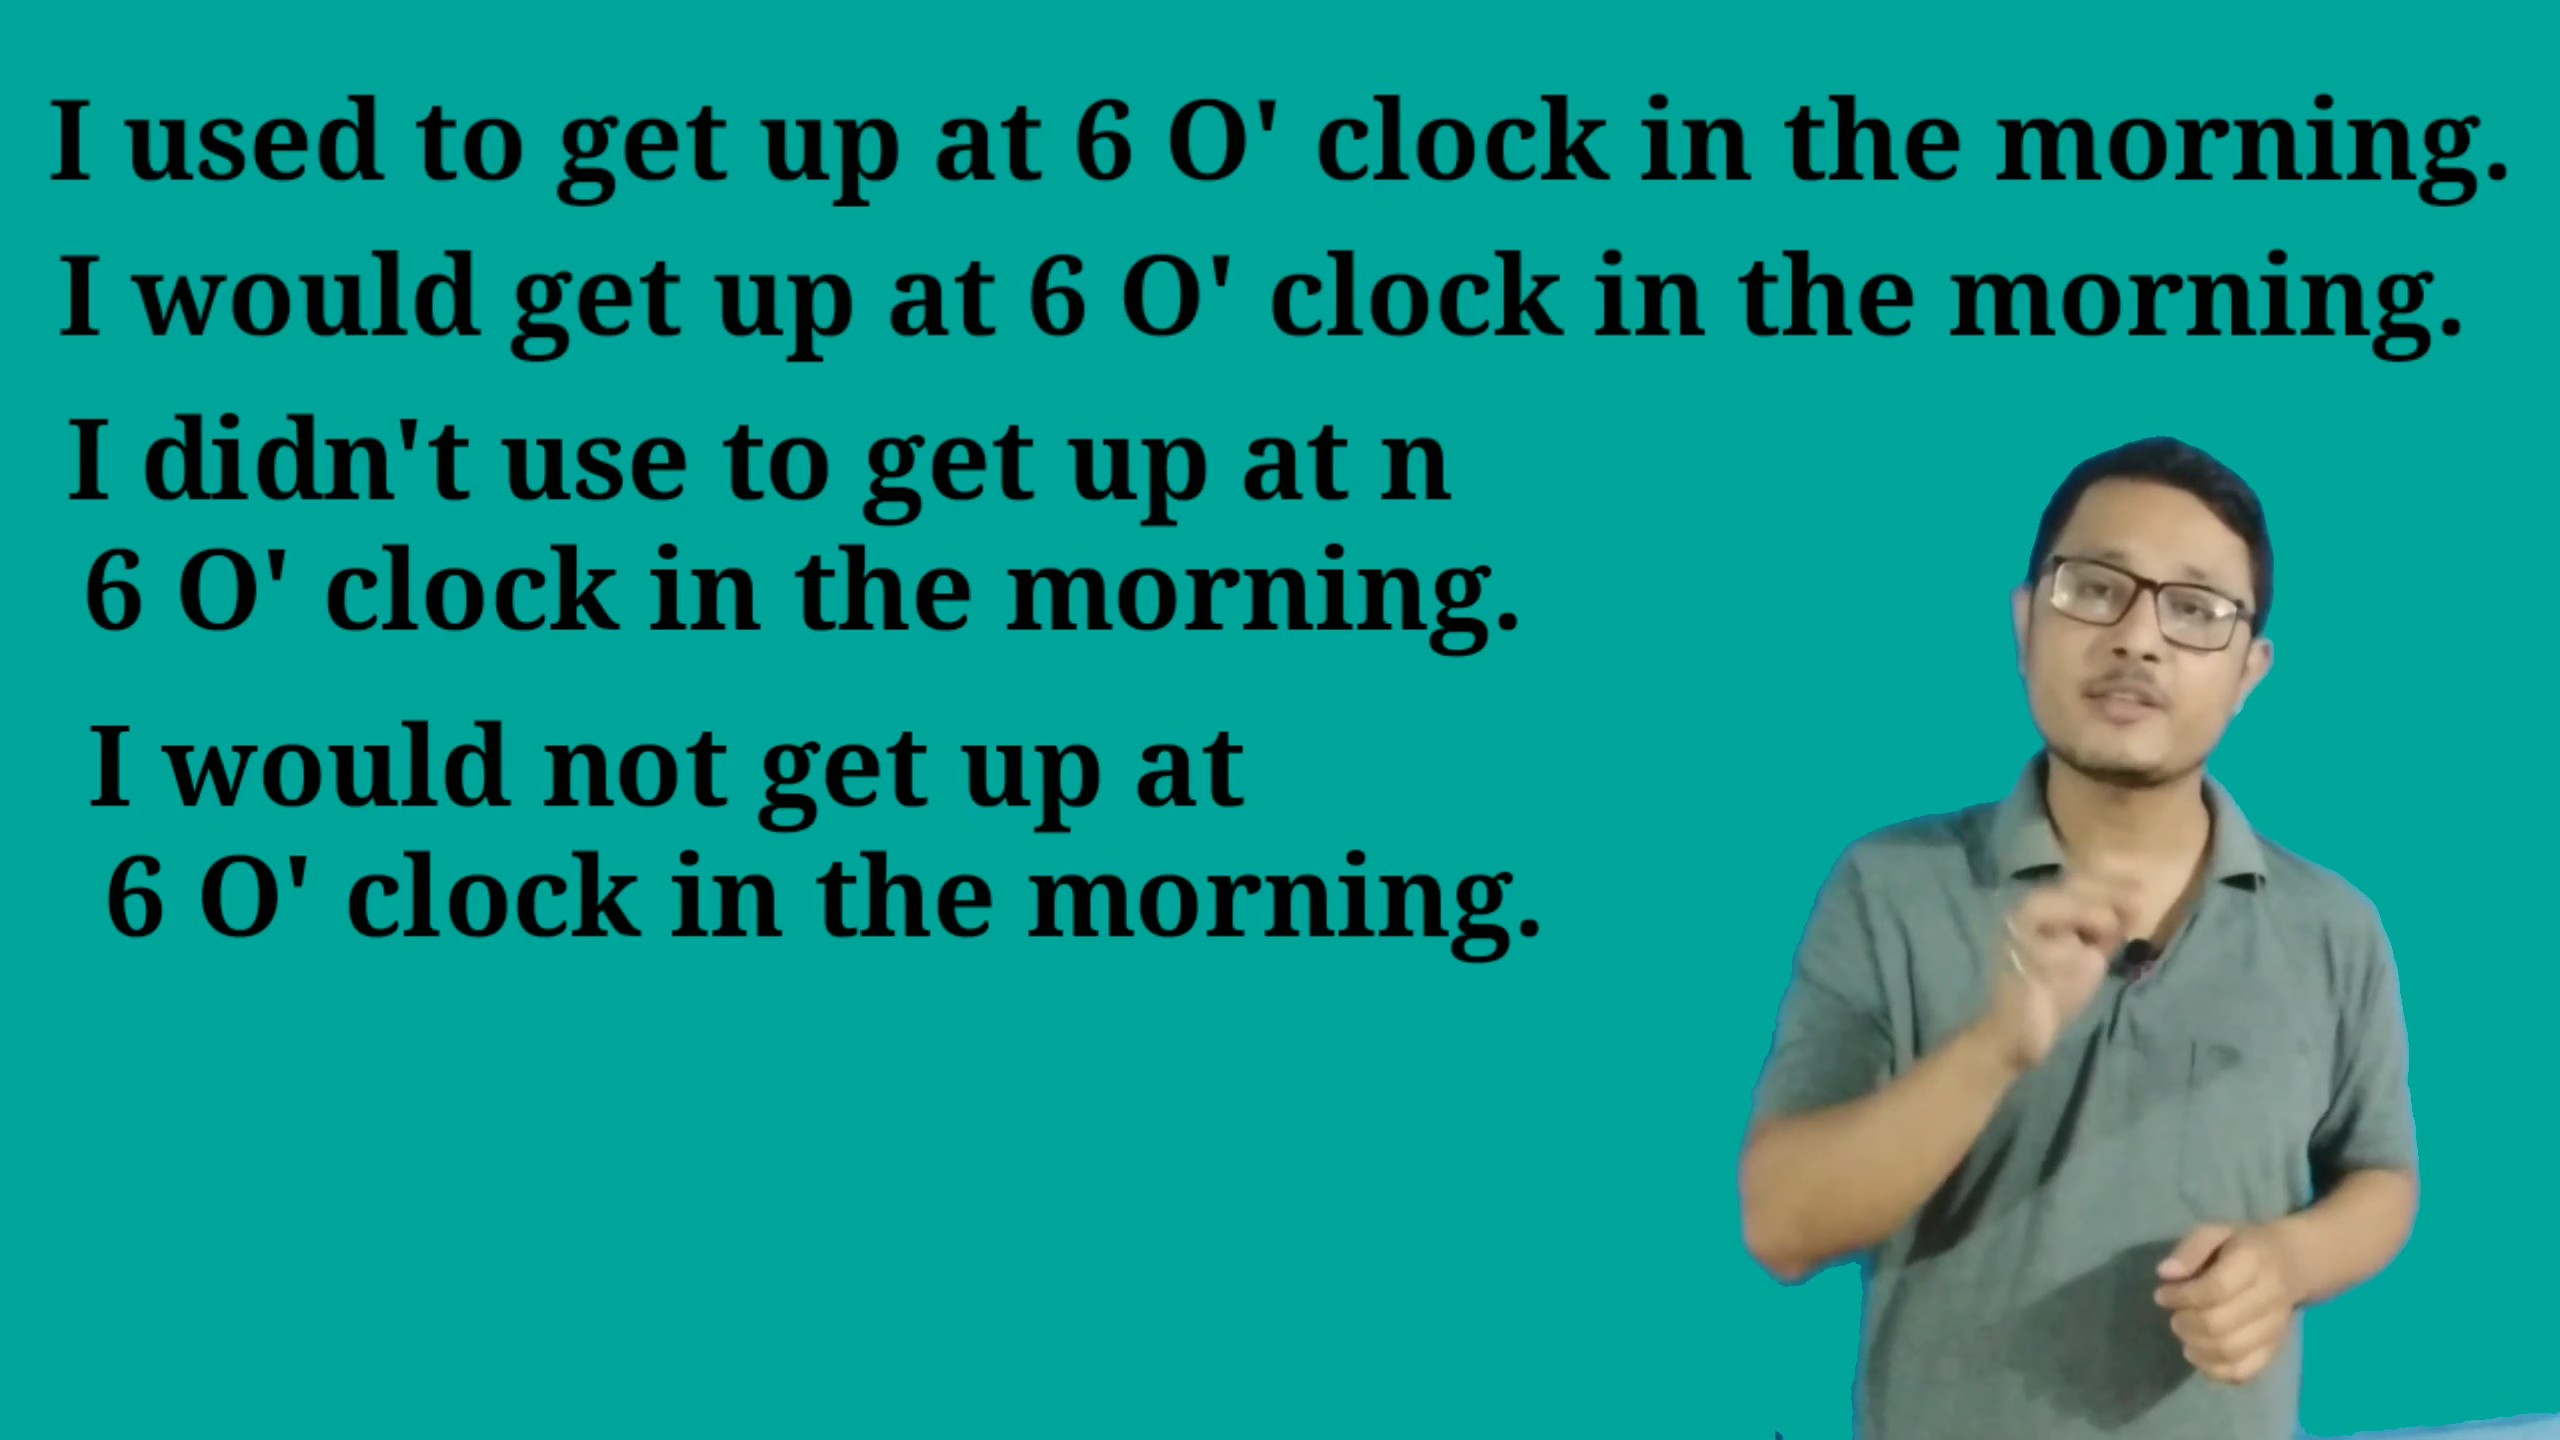 I used to get up at 6 O' clock in the morning.
I would get up at 6 O' clock in the morning.
I didn't use to get up at n
6 O' clock in the morning.
I would not get up at
6 O' clock in the morning.